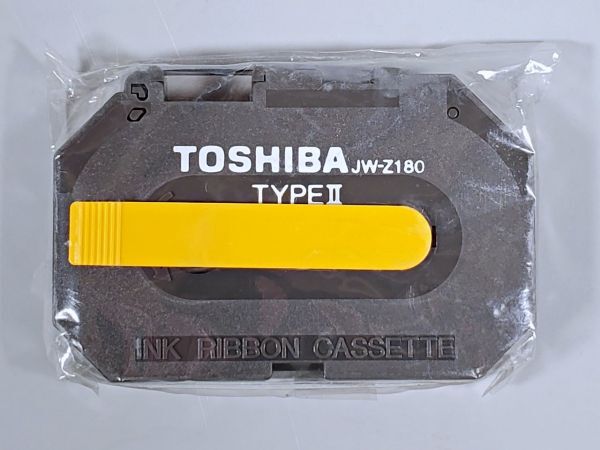 TOSHIBA JW-Z180
TYPE II
INK RIBBON CASSETTE